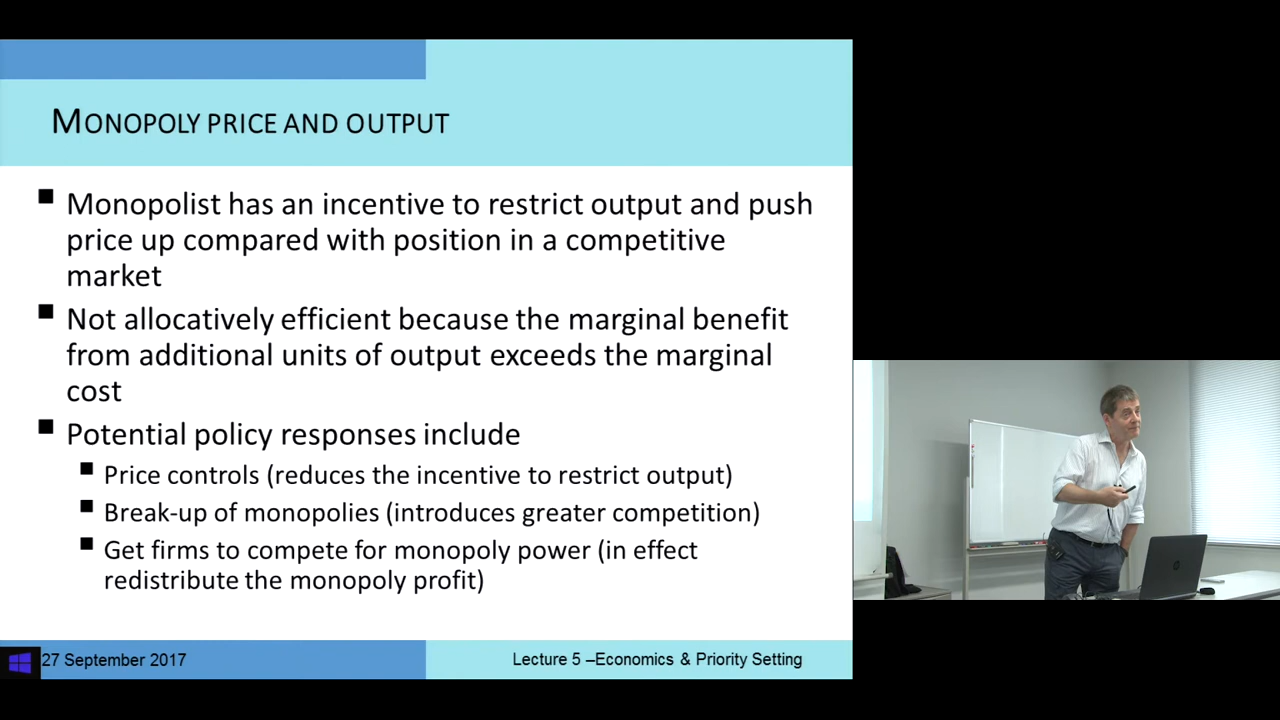 MONOPOLY PRICE AND OUTPUT
▪ Monopolist has an incentive to restrict output and push
price up compared with position in a competitive
market
▪ Not allocatively efficient because the marginal benefit
from additional units of output exceeds the marginal
cost
▪ Potential policy responses include
▪ Price controls (reduces the incentive to restrict output)
▪ Break-up of monopolies (introduces greater competition)
▪ Get firms to compete for monopoly power (in effect
redistribute the monopoly profit)
27 September 2017
Lecture 5 –Economics & Priority Setting